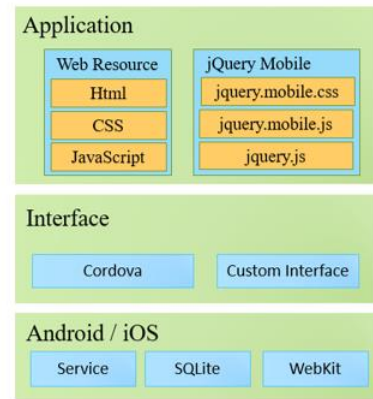 Application
Web Resource
Html
CSS
JavaScript
jQuery Mobile
jquery.mobile.css
jquery.mobile.js
jquery.js
Interface
Cordova
Custom Interface
Android / iOS
Service
SQLite
WebKit